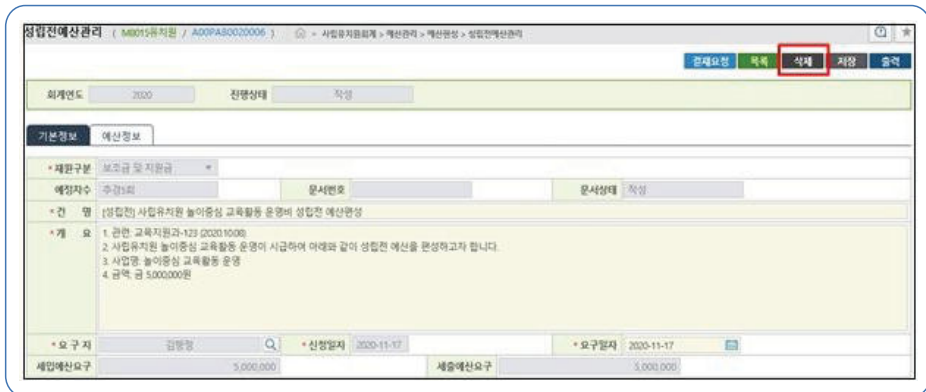 성립전예산관리 ( M0015유치원 / A00PAB0020006 ) 사립유치원회계 > 예산관리 > 예산편성 > 성립전예산관리
결재요청 목록 삭제 저장 출력
회계연도 2020 진행상태 작성
기본정보 예산정보
*재원구분 보조금 및 지원금
예정차수 추경5회 문서번호 문서상태 작성
*건 명 [성립전] 사립유치원 놀이중심 교육활동 운영비 성립전 예산편성
*개 요 1. 관련: 교육지원과-123 (2020.10.08)
2. 사립유치원 놀이중심 교육활동 운영이 시급하여 아래와 같이 성립전 예산을 편성하고자 합니다.
3. 사업명: 놀이중심 교육활동 운영
4. 금액: 금 5,000,000원
*요 구 자 *신청일자 2020-11-17 *요구일자 2020-11-17
세입예산요구 5,000,000 세출예산요구 5,000,000